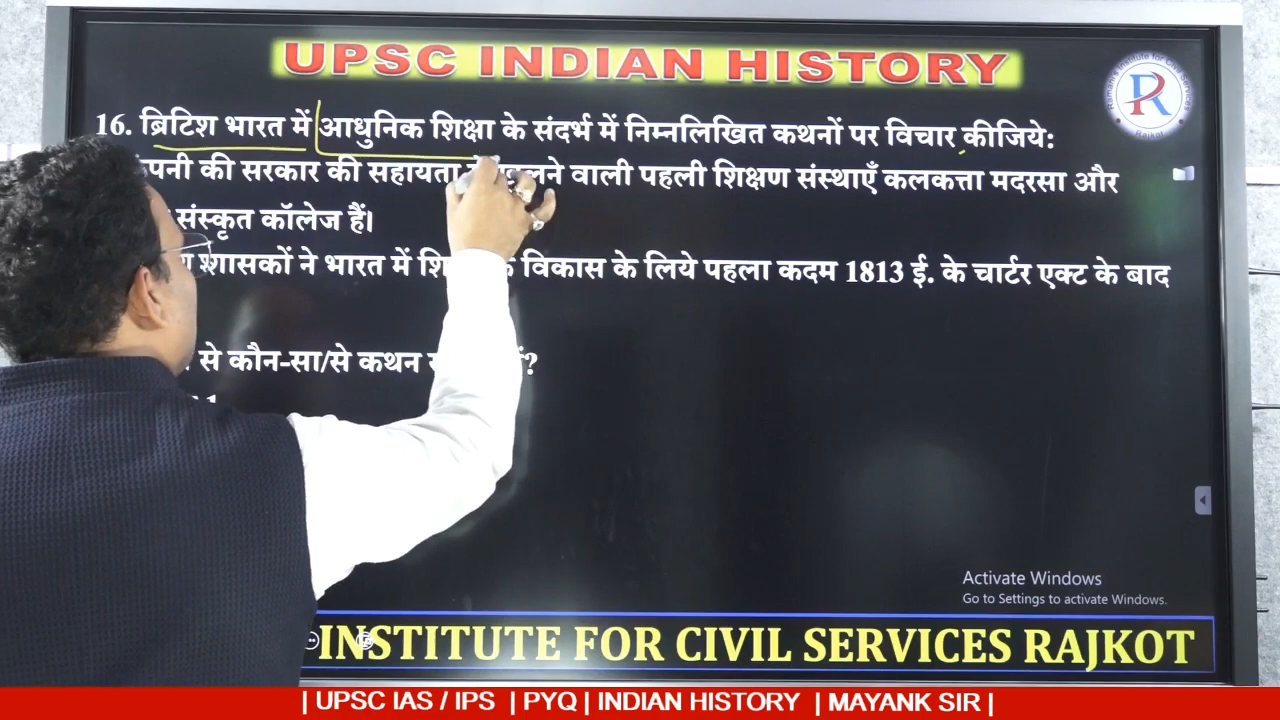 UPSC INDIAN HISTORY
16. ब्रिटिश भारत में आधुनिक शिक्षा के संदर्भ में निम्नलिखित कथनों पर विचार कीजिये:
की सरकार की सहायता वाली पहली शिक्षण संस्थाएँ कलकत्ता मदरसा और
संस्कृत कॉलेज हैं।
शासकों ने भारत में विकास के लिये पहला कदम 1813 ई. के चार्टर एक्ट के बाद
से कौन-सा/से कथन
R
Rajkot
Activate Windows
Go to Settings to activate Windows.
INSTITUTE FOR CIVIL SERVICES RAJKOT
| UPSC IAS / IPS | PYQ | INDIAN HISTORY | MAYANK SIR |